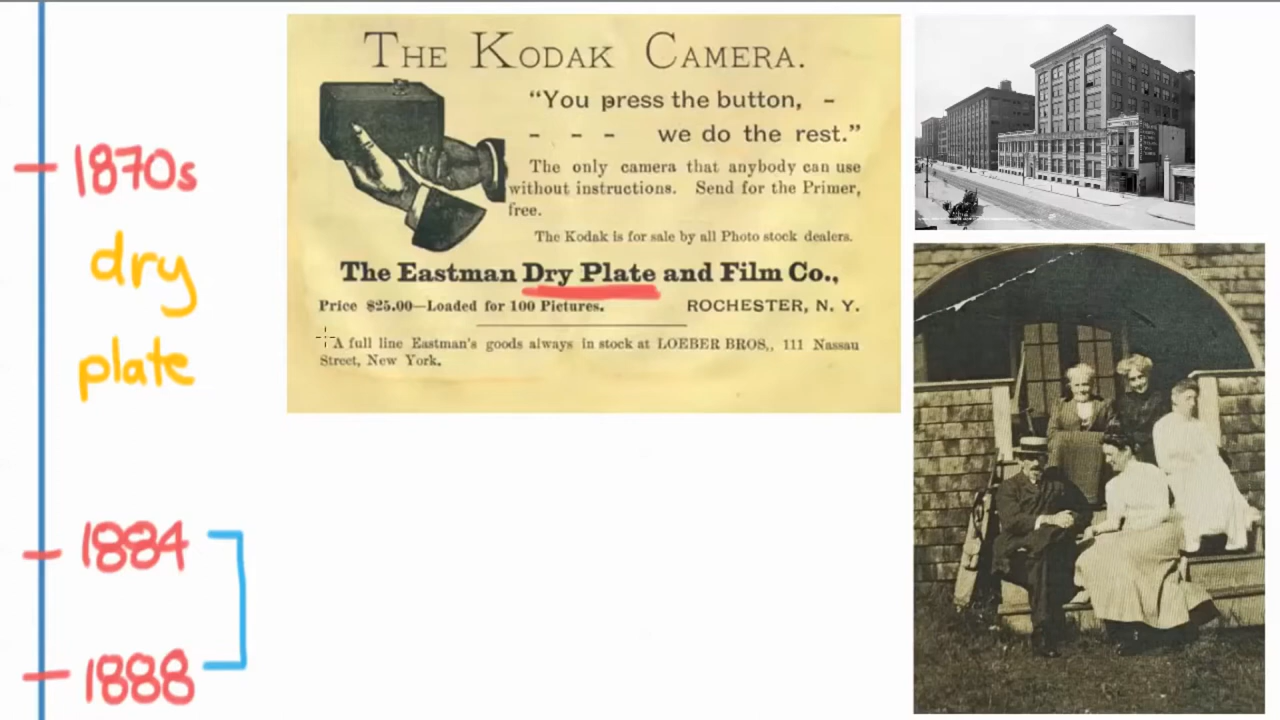 1870s
dry
plate
1884
1888
THE KODAK CAMERA.
“You press the button, -
- - - we do the rest.”
The only camera that anybody can use
without instructions. Send for the Primer,
free.
The Kodak is for sale by all Photo stock dealers.
The Eastman Dry Plate and Film Co.,
Price $25.00—Loaded for 100 Pictures. ROCHESTER, N. Y.
A full line Eastman's goods always in stock at LOEBER BROS., 111 Nassau
Street, New York.